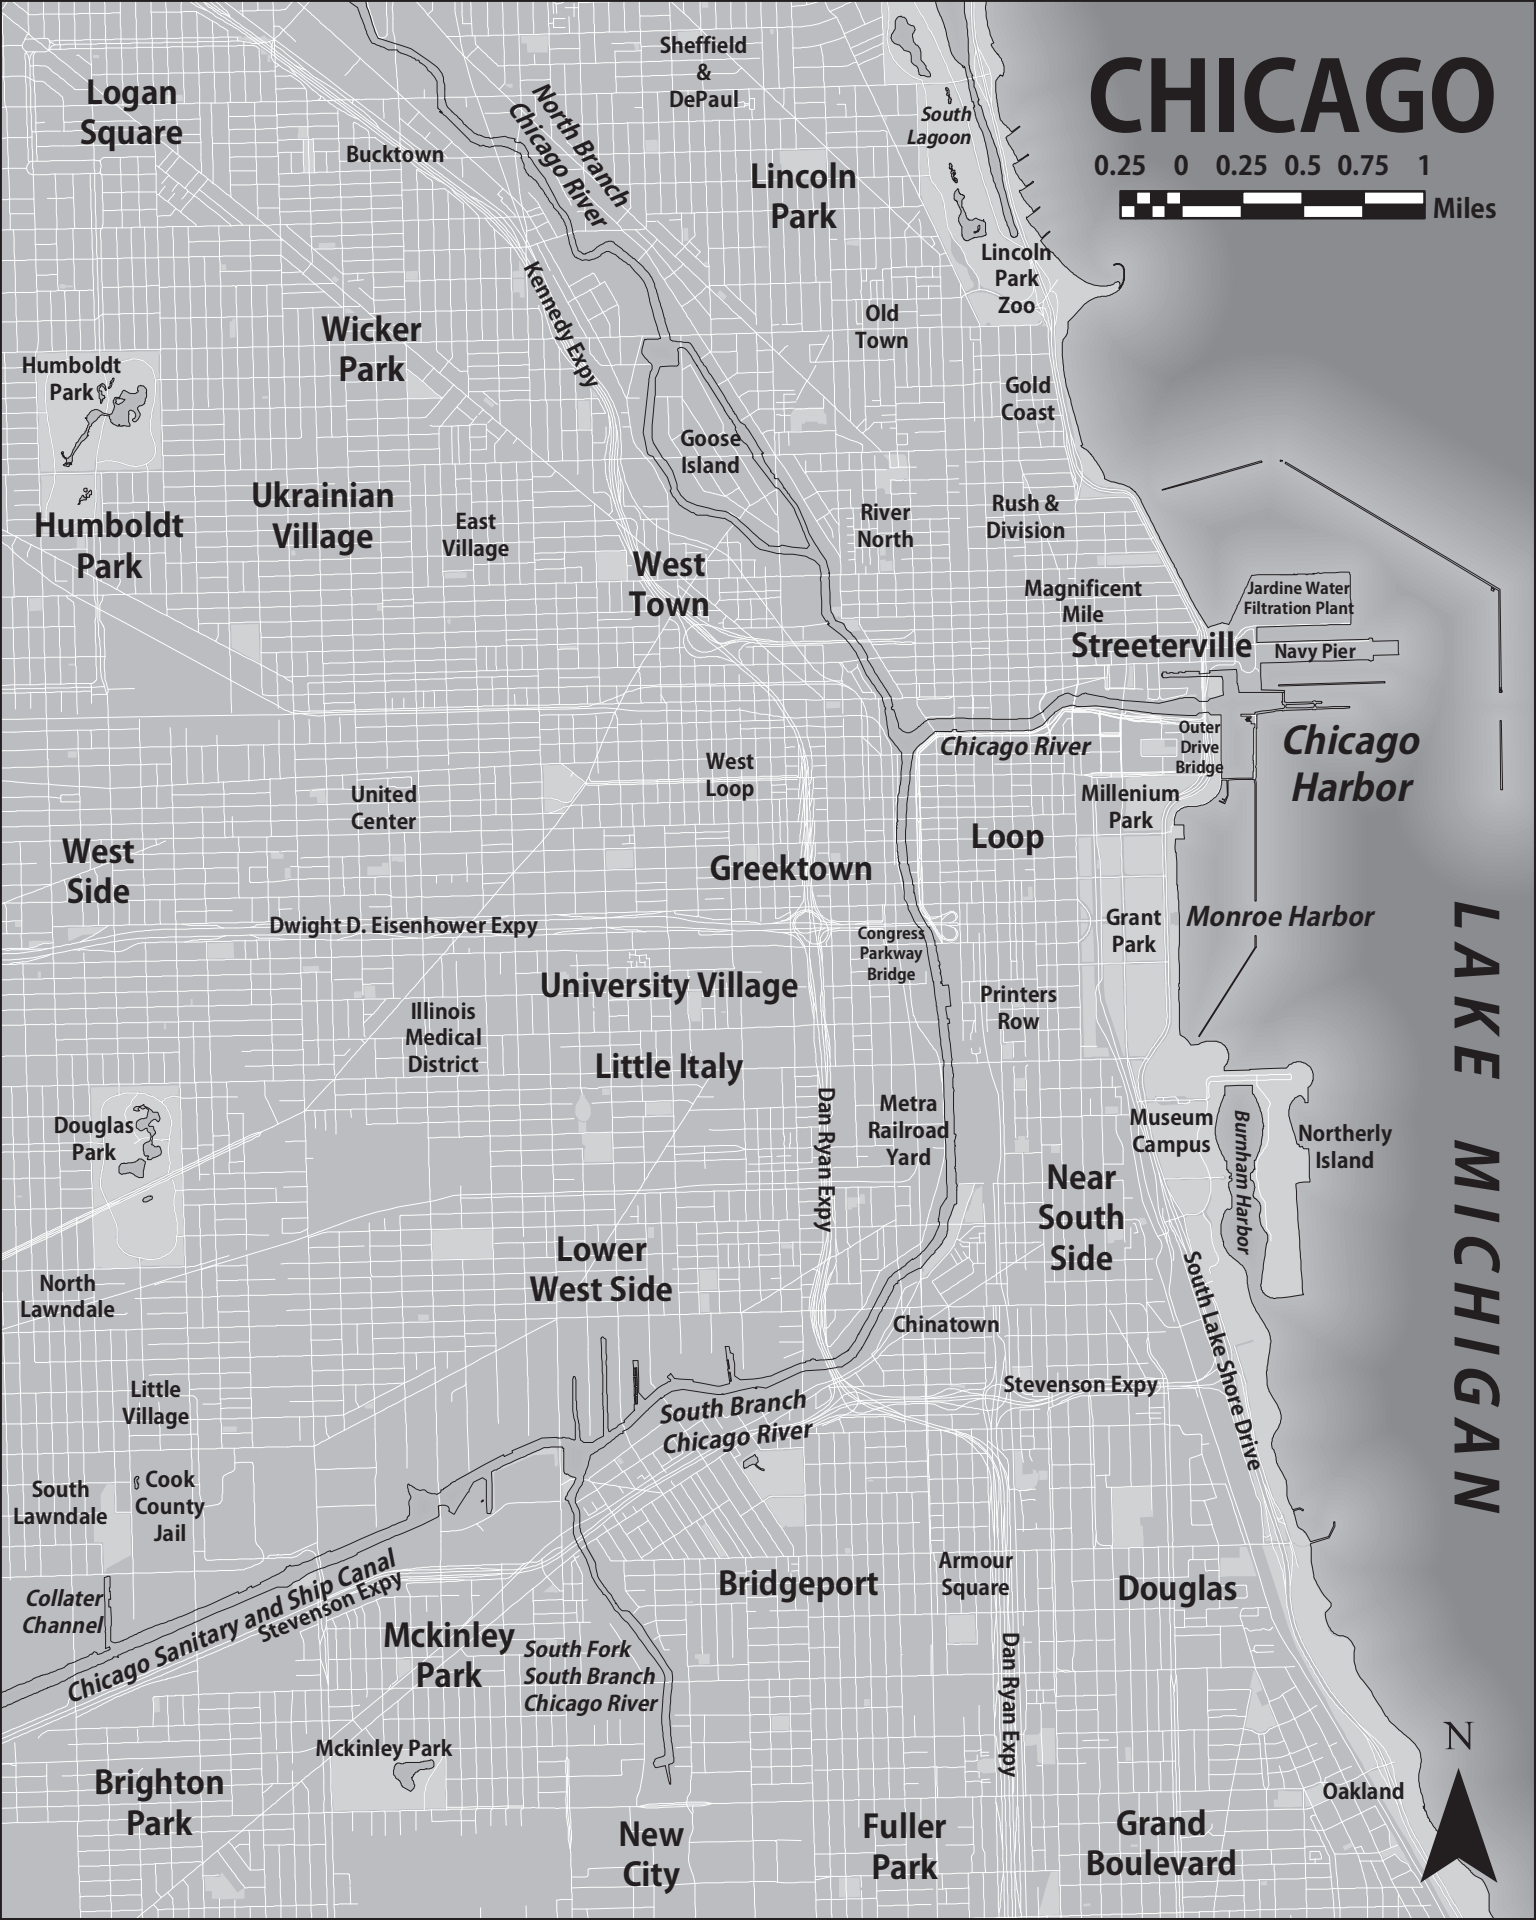 CHICAGO
0.25 0 0.25 0.5 0.75 1
Miles
Sheffield
&
DePaul
Logan
Square
North Branch
Chicago River
South
Lagoon
Bucktown
Lincoln
Park
Lincoln
Park
Zoo
Kennedy Expy
Old
Town
Wicker
Park
Humboldt
Park
Gold
Coast
Goose
Island
Ukrainian
Village
East
Village
River
North
Rush &
Division
Humboldt
Park
West
Town
Magnificent
Mile
Jardine Water
Filtration Plant
Streeterville
Navy Pier
Chicago River
Outer
Drive
Bridge
Chicago
Harbor
West
Loop
United
Center
Millenium
Park
Loop
West
Side
Greektown
Dwight D. Eisenhower Expy
Congress
Parkway
Bridge
Grant
Park
Monroe Harbor
LAKE MICHIGAN
University Village
Printers
Row
Illinois
Medical
District
Little Italy
Douglas
Park
Dan Ryan Expy
Metra
Railroad
Yard
Museum
Campus
Burnham Harbor
Northerly
Island
Near
South
Side
Lower
West Side
North
Lawndale
South Lake Shore Drive
Chinatown
Stevenson Expy
Little
Village
South Branch
Chicago River
South
Lawndale
Cook
County
Jail
Collater
Channel
Chicago Sanitary and Ship Canal
Stevenson Expy
Bridgeport
Armour
Square
Douglas
Mckinley
Park
South Fork
South Branch
Chicago River
Dan Ryan Expy
Mckinley Park
Brighton
Park
N
Oakland
New
City
Fuller
Park
Grand
Boulevard